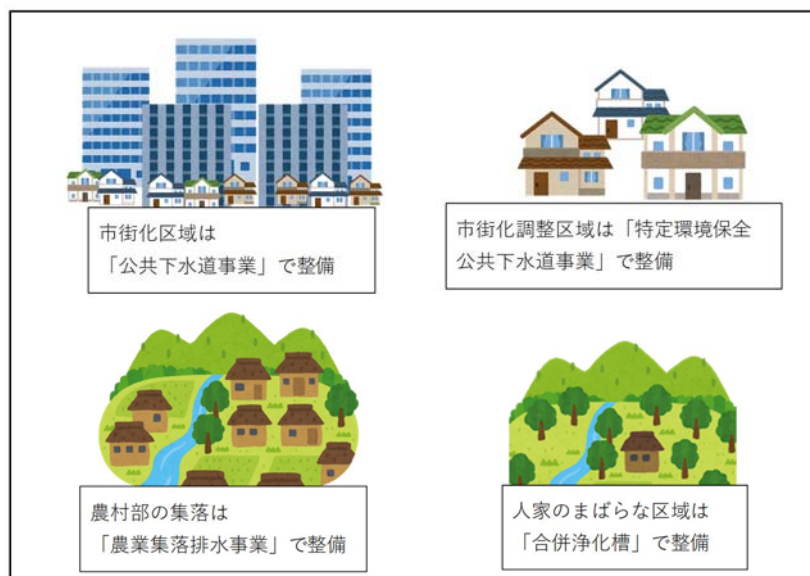 市街化区域は
「公共下水道事業」で整備
市街化調整区域は「特定環境保全
公共下水道事業」で整備
農村部の集落は
「農業集落排水事業」で整備
人家のまばらな区域は
「合併浄化槽」で整備